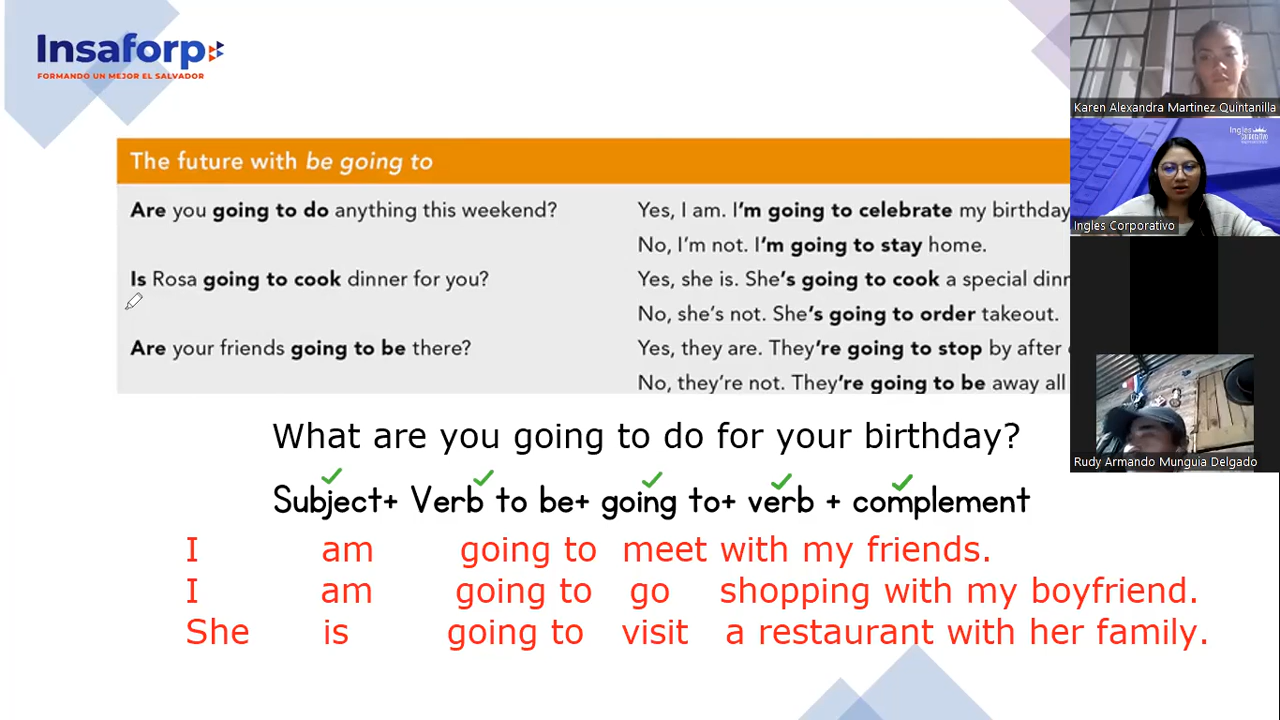 Insaforp
FORMANDO UN MEJOR EL SALVADOR
The future with be going to
Are you going to do anything this weekend?
Yes, I am. I'm going to celebrate my birthday
No, I'm not. I'm going to stay home.
Is Rosa going to cook dinner for you?
Yes, she is. She's going to cook a special
No, she's not. She's going to order takeout.
Are your friends going to be there?
Yes, they are. They're going to stop by after
No, they're not. They're going to be away all
What are you going to do for your birthday?
Subject+ Verb to be+ going to+ verb + complement
I am going to meet with my friends.
I am going to go shopping with my boyfriend.
She is going to visit a restaurant with her family.
Karen Alexandra Martinez Quintanilla
Ingles Corporativo
Ingles Corporativo
Rudy Armando Munguia Delgado